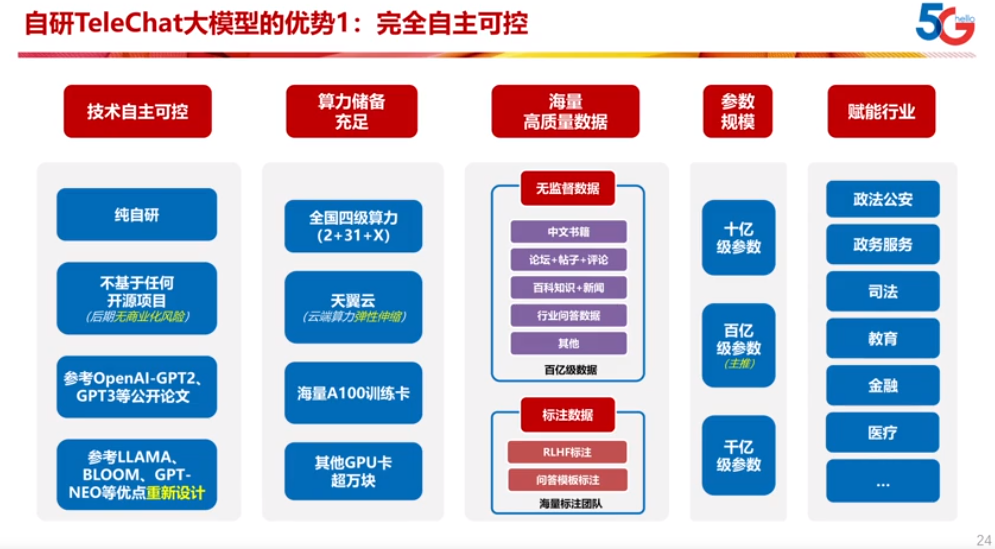 自研TeleChat大模型的优势1：完全自主可控
5G
hello
技术自主可控
纯自研
不基于任何
开源项目
（后期无商业化风险）
参考OpenAI-GPT2、
GPT3等公开论文
参考LLAMA、
BLOOM、GPT-
NEO等优点重新设计
算力储备
充足
全国四级算力
（2+31+X）
天翼云
（云端算力弹性伸缩）
海量A100训练卡
其他GPU卡
超万块
海量
高质量数据
无监督数据
中文书籍
论坛+帖子+评论
百科知识+新闻
行业问答数据
其他
百亿级数据
标注数据
RLHF标注
问答模板标注
海量标注团队
参数
规模
十亿
级参数
百亿
级参数
（主推）
千亿
级参数
赋能行业
政法公安
政务服务
司法
教育
金融
医疗
...
24